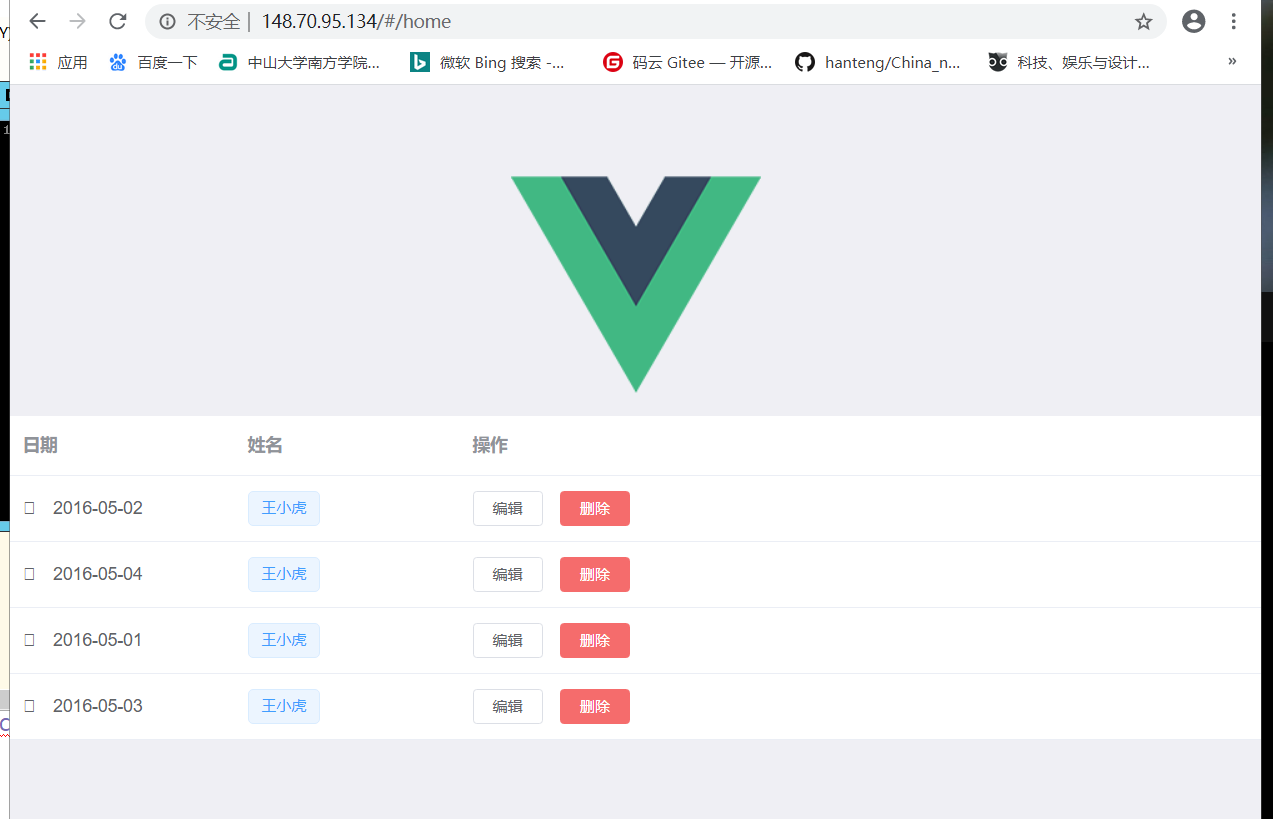 不安全 | 148.70.95.134/#/home
应用 百度一下 中山大学南方学院... 微软 Bing 搜索 -... 码云 Gitee — 开源... hanteng/China_n... 科技、娱乐与设计... »
日期 姓名 操作
2016-05-02 王小虎 编辑 删除
2016-05-04 王小虎 编辑 删除
2016-05-01 王小虎 编辑 删除
2016-05-03 王小虎 编辑 删除